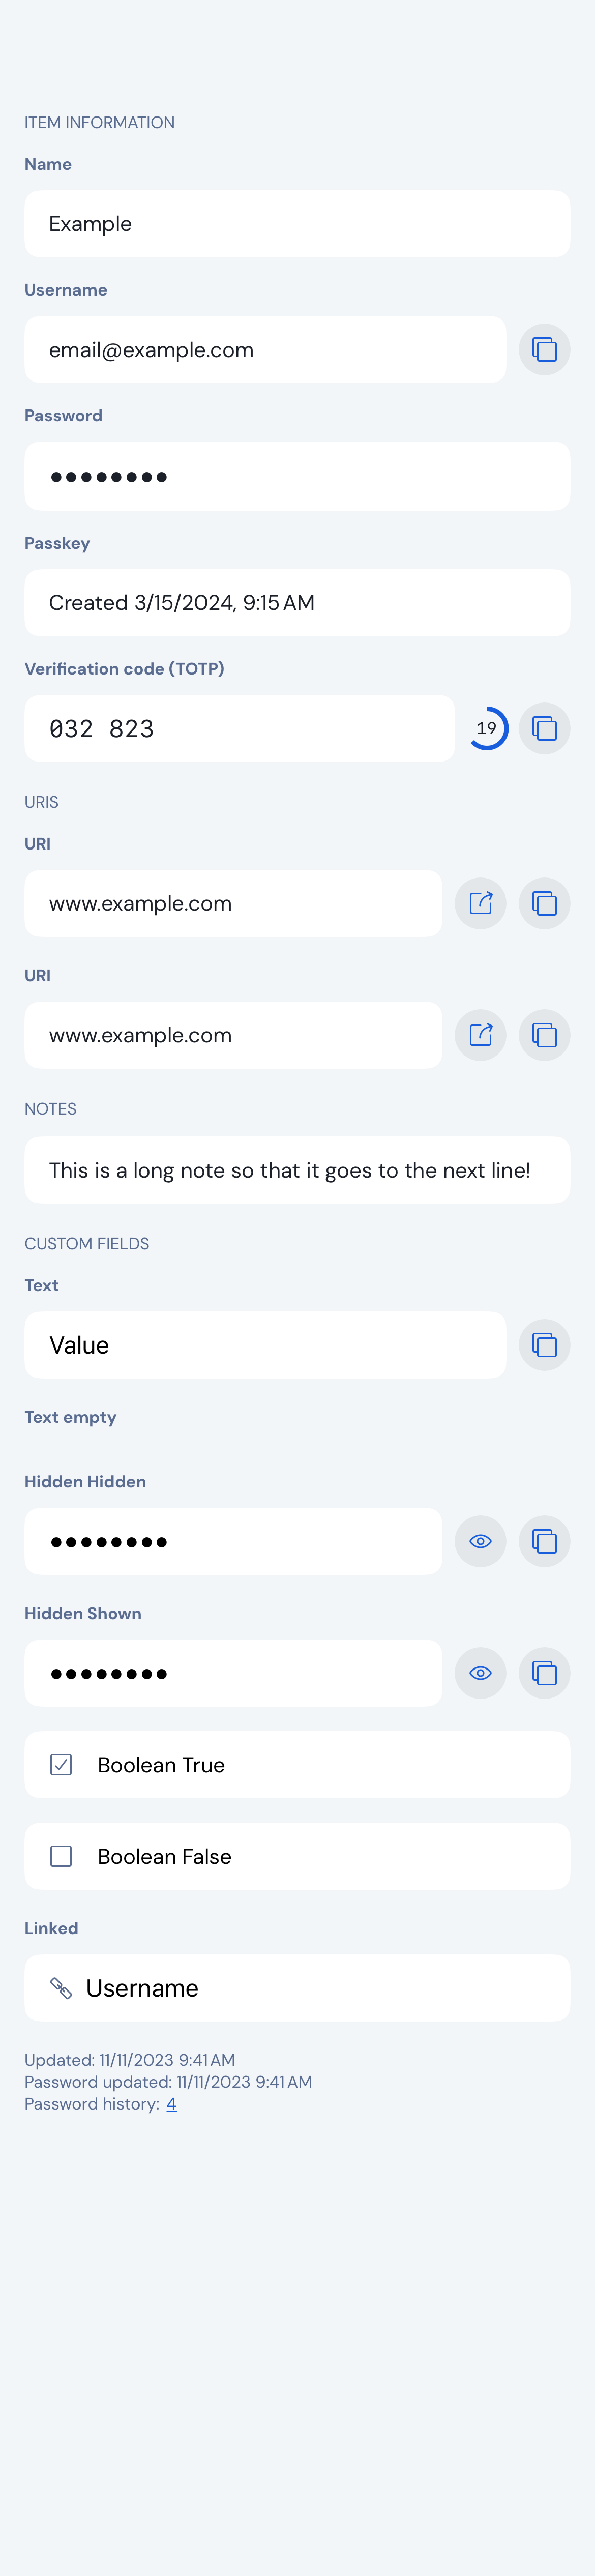 ITEM INFORMATION
Name
Example
Username
email@example.com
Password
••••••••
Passkey
Created 3/15/2024, 9:15 AM
Verification code (TOTP)
032 823
19
URIS
URI
www.example.com
URI
www.example.com
NOTES
This is a long note so that it goes to the next line!
CUSTOM FIELDS
Text
Value
Text empty
Hidden Hidden
••••••••
Hidden Shown
••••••••
Boolean True
Boolean False
Linked
Username
Updated: 11/11/2023 9:41 AM
Password updated: 11/11/2023 9:41 AM
Password history: 4